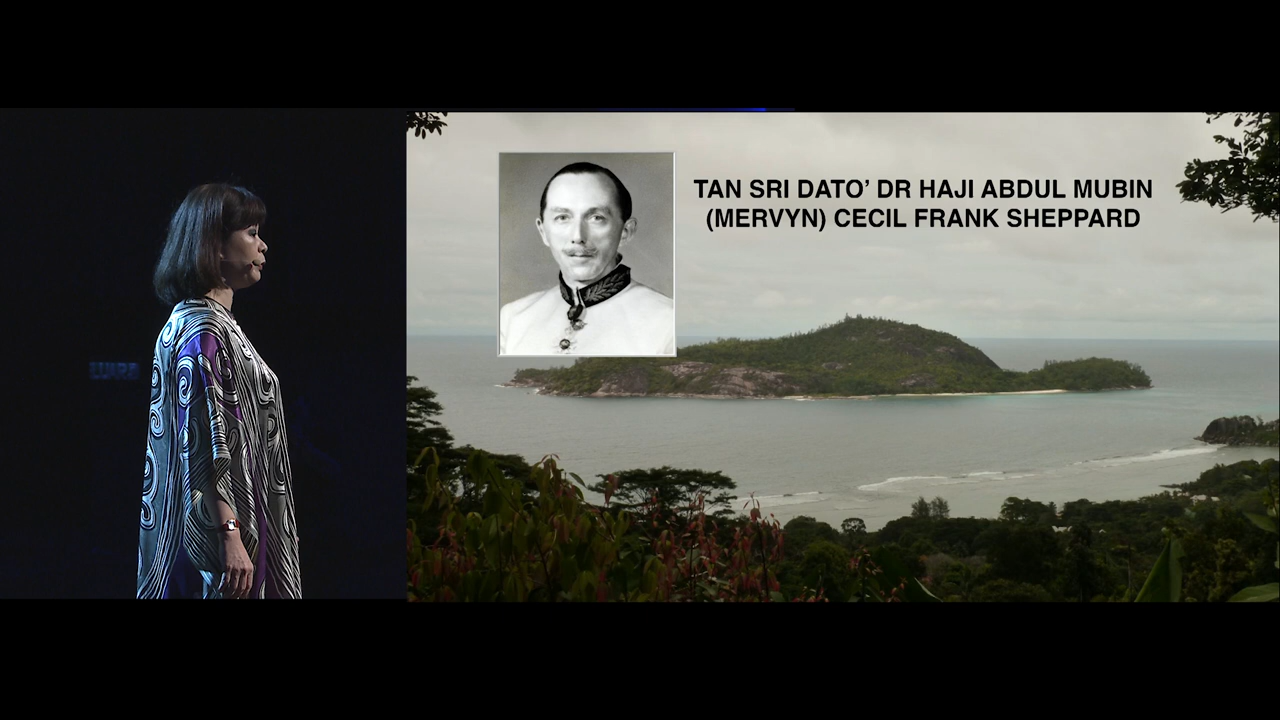 TAN SRI DATO’ DR HAJI ABDUL MUBIN
(MERVYN) CECIL FRANK SHEPPARD